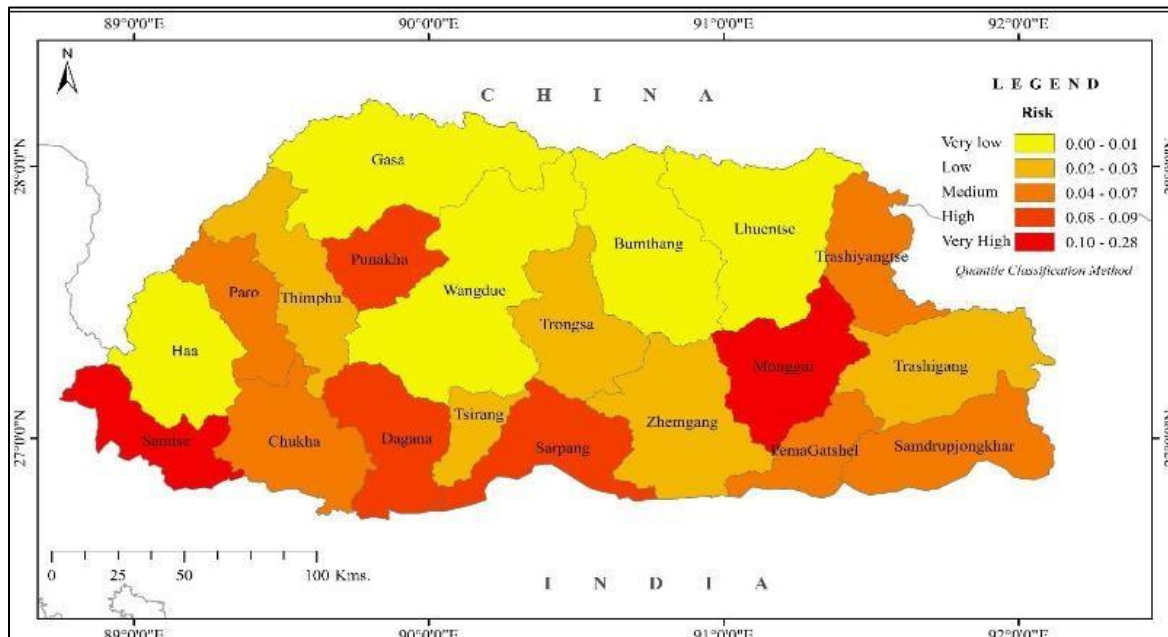 89°0'0"E 90°0'0"E 91°0'0"E 92°0'0"E
N
C H I N A
L E G E N D
Risk
Very low 0.00 - 0.01
Low 0.02 - 0.03
Medium 0.04 - 0.07
High 0.08 - 0.09
Very High 0.10 - 0.28
Quantile Classification Method
28°0'0"N
Gasa
Lhuentse
Bumthang
Punakha
Trashiyangtse
Wangdue
Paro
Thimphu
Trongsa
Haa
Monggar
Trashigang
Tsirang
Zhemgang
Samtse
Chukha
Dagana
Sarpang
PemaGatshel
Samdrupjongkhar
27°0'0"N
0 25 50 100 Kms.
I N D I A
89°0'0"E 90°0'0"E 91°0'0"E 92°0'0"E